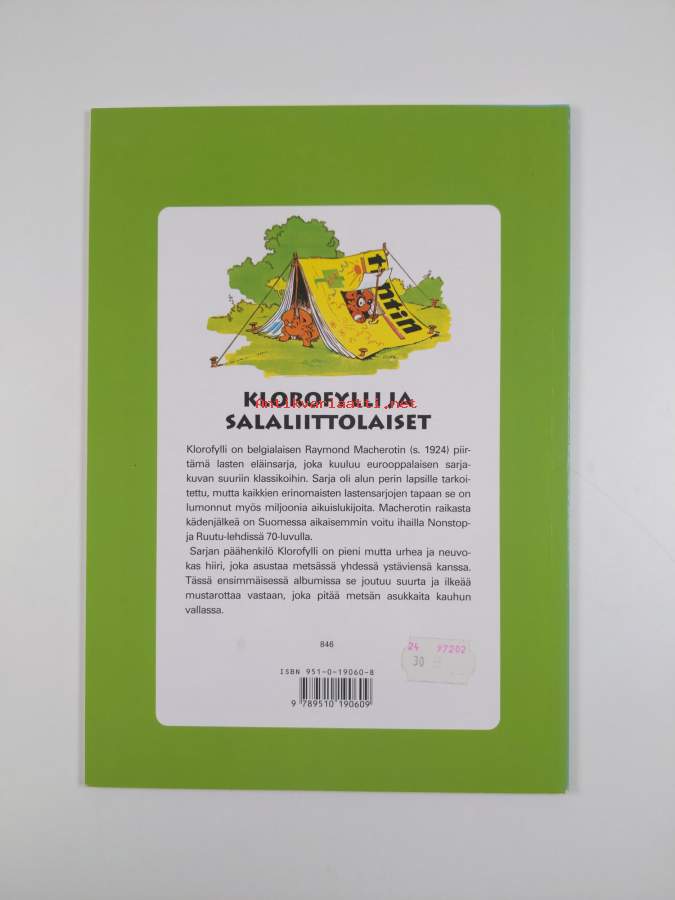 tintin
KLOROFYLLI JA
Antikvariaatti.net
SALALIITTOLAISET
Klorofylli on belgialaisen Raymond Macherotin (s. 1924) piir-
tämä lasten eläinsarja, joka kuuluu eurooppalaisen sarja-
kuvan suuriin klassikoihin. Sarja oli alun perin lapsille tarkoi-
tettu, mutta kaikkien erinomaisten lastensarjojen tapaan se on
lumonnut myös miljoonia aikuislukijoita. Macherotin raikasta
kädenjälkeä on Suomessa aikaisemmin voitu ihailla Nonstop-
ja Ruutu-lehdissä 70-luvulla.
Sarjan päähenkilö Klorofylli on pieni mutta urhea ja neuvo-
kas hiiri, joka asustaa metsässä yhdessä ystäviensä kanssa.
Tässä ensimmäisessä albumissa se joutuu suurta ja ilkeää
mustarottaa vastaan, joka pitää metsän asukkaita kauhun
vallassa.
846
24 97202
30
ISBN 951-0-19060-8
9 789510 190609